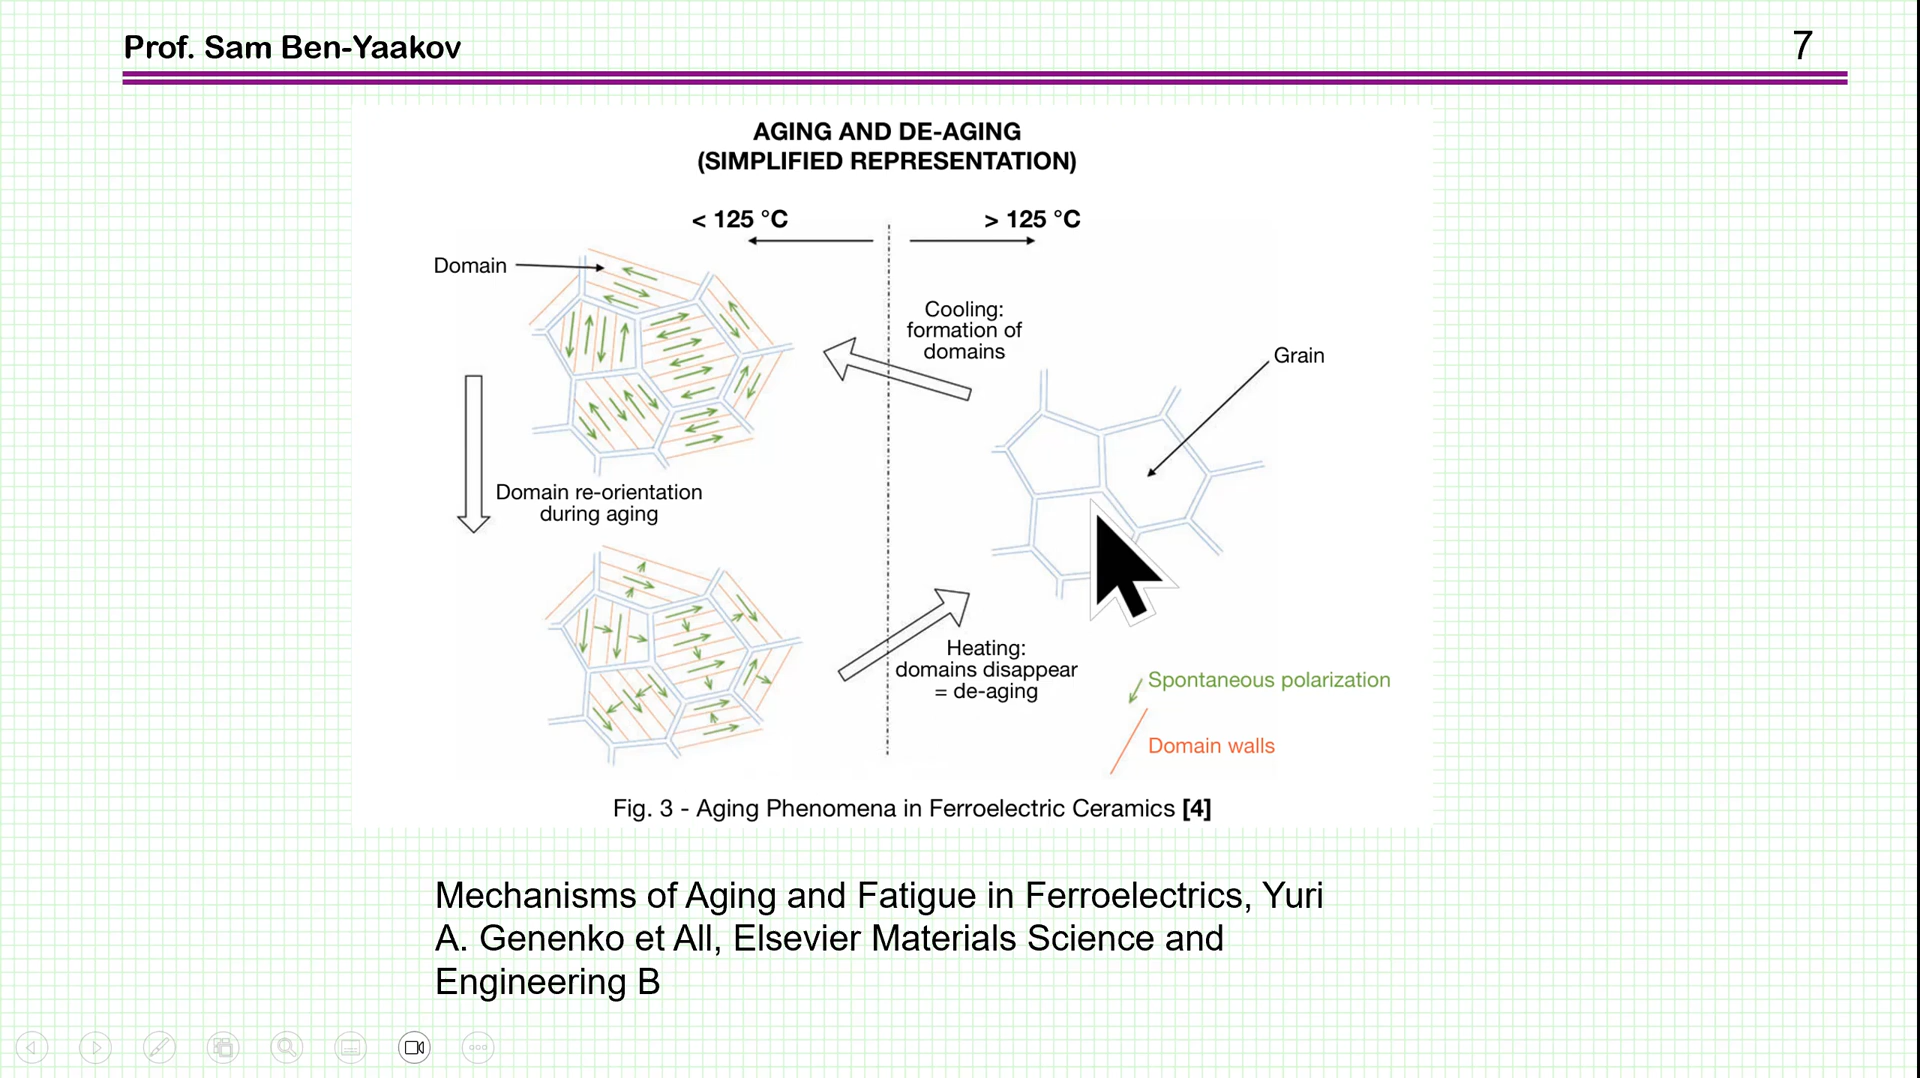 Prof. Sam Ben-Yaakov
7
AGING AND DE-AGING
(SIMPLIFIED REPRESENTATION)
< 125 °C
> 125 °C
Domain
Cooling:
formation of
domains
Grain
Domain re-orientation
during aging
Heating:
domains disappear
= de-aging
Spontaneous polarization
Domain walls
Fig. 3 - Aging Phenomena in Ferroelectric Ceramics [4]
Mechanisms of Aging and Fatigue in Ferroelectrics, Yuri
A. Genenko et All, Elsevier Materials Science and
Engineering B